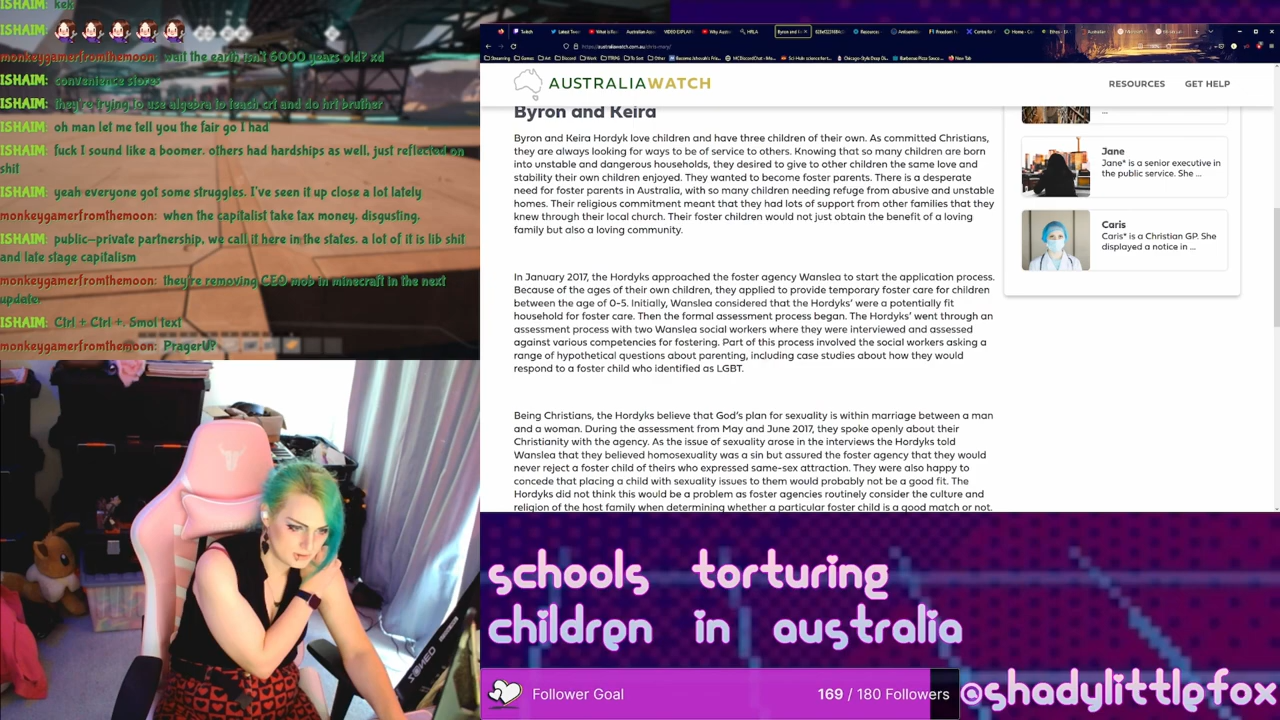 ISHAIM: kek
ISHAIM:
monkeygamerfromthemoon: wait the earth isn't 6000 years old? xd
ISHAIM: convenience stores
ISHAIM: they're trying to use algebra to teach crt and do hrt bruther
ISHAIM: oh man let me tell you the fair go I had
ISHAIM: fuck I sound like a boomer. others had hardships as well, just reflected on
shit
ISHAIM: yeah everyone got some struggles. I've seen it up close a lot lately
monkeygamerfromthemoon: when the capitalist take tax money. disgusting.
ISHAIM: public-private partnership, we call it here in the states. a lot of it is lib shit
and late stage capitalism
monkeygamerfromthemoon: they're removing CEO mob in minecraft in the next
update.
ISHAIM: Ctrl + Ctrl +. Smol text
monkeygamerfromthemoon: PragerU?
https://australiawatch.com.au/chris-mary/
AUSTRALIAWATCH
RESOURCES GET HELP
Byron and Keira
Byron and Keira Hordyk love children and have three children of their own. As committed Christians,
they are always looking for ways to be of service to others. Knowing that so many children are born
into unstable and dangerous households, they desired to give to other children the same love and
stability their own children enjoyed. They wanted to become foster parents. There is a desperate
need for foster parents in Australia, with so many children needing refuge from abusive and unstable
homes. Their religious commitment meant that they had lots of support from other families that they
knew through their local church. Their foster children would not just obtain the benefit of a loving
family but also a loving community.
In January 2017, the Hordyks approached the foster agency Wanslea to start the application process.
Because of the ages of their own children, they applied to provide temporary foster care for children
between the age of 0-5. Initially, Wanslea considered that the Hordyks' were a potentially fit
household for foster care. Then the formal assessment process began. The Hordyks' went through an
assessment process with two Wanslea social workers where they were interviewed and assessed
against various competencies for fostering. Part of this process involved the social workers asking a
range of hypothetical questions about parenting, including case studies about how they would
respond to a foster child who identified as LGBT.
Being Christians, the Hordyks believe that God's plan for sexuality is within marriage between a man
and a woman. During the assessment from May and June 2017, they spoke openly about their
Christianity with the agency. As the issue of sexuality arose in the interviews the Hordyks told
Wanslea that they believed homosexuality was a sin but assured the foster agency that they would
never reject a foster child of theirs who expressed same-sex attraction. They were also happy to
concede that placing a child with sexuality issues to them would probably not be a good fit. The
Hordyks did not think this would be a problem as foster agencies routinely consider the culture and
religion of the host family when determining whether a particular foster child is a good match or not.
...
Jane
Jane* is a senior executive in
the public service. She ...
Caris
Caris* is a Christian GP. She
displayed a notice in ...
schools torturing
children in australia
Follower Goal 169 / 180 Followers
@shadylittlefox